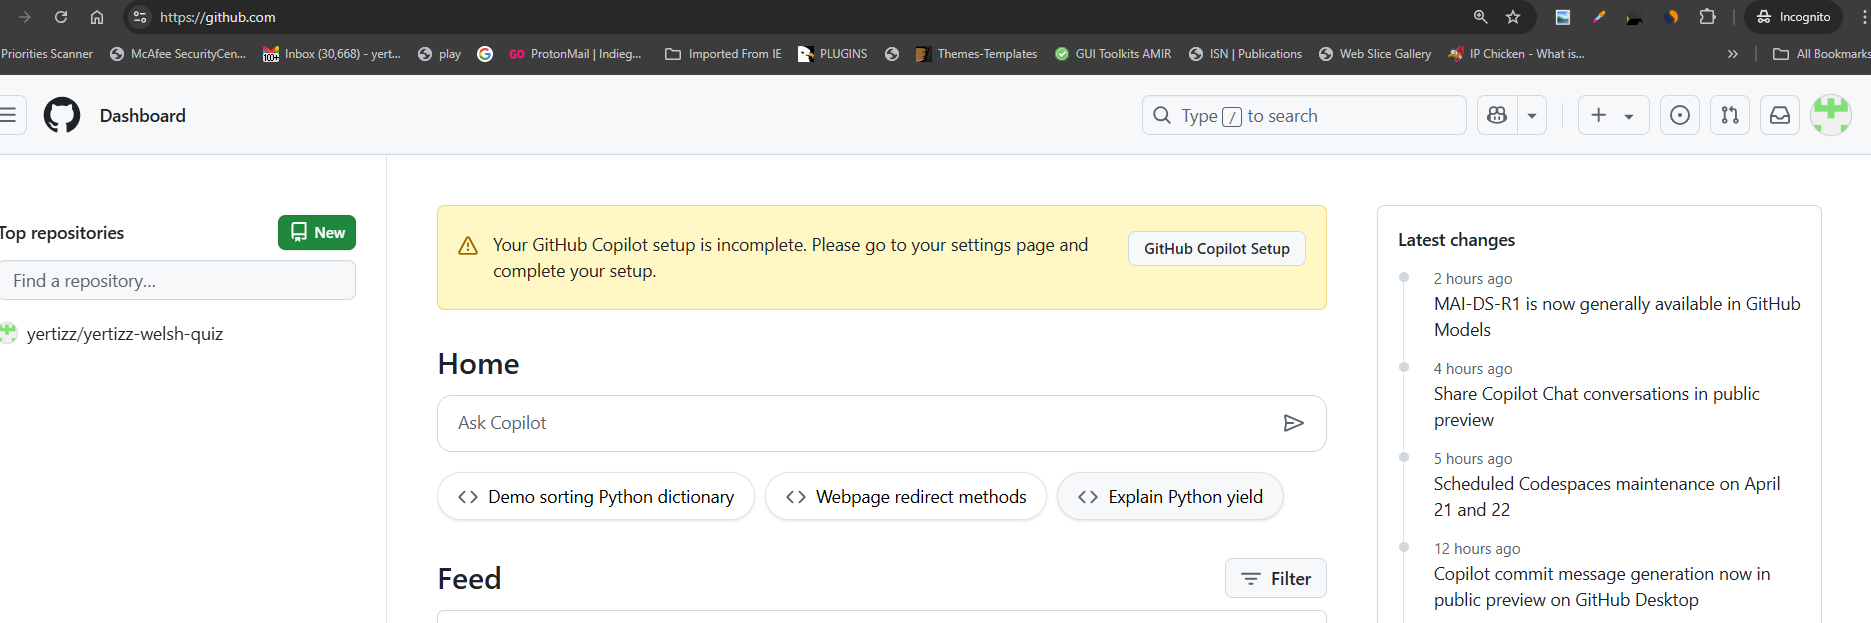 https://github.com
Incognito
Priorities Scanner
McAfee SecurityCen...
100+
Inbox (30,668) - yert...
play
GO
ProtonMail | Indieg...
Imported From IE
PLUGINS
Themes-Templates
GUI Toolkits AMIR
ISN | Publications
Web Slice Gallery
IP Chicken - What is...
»
All Bookmarks
Dashboard
Type / to search
Top repositories
New
Find a repository...
yertizz/yertizz-welsh-quiz
Your GitHub Copilot setup is incomplete. Please go to your settings page and
complete your setup.
GitHub Copilot Setup
Home
Ask Copilot
Demo sorting Python dictionary
Webpage redirect methods
Explain Python yield
Feed
Filter
Latest changes
2 hours ago
MAI-DS-R1 is now generally available in GitHub
Models
4 hours ago
Share Copilot Chat conversations in public
preview
5 hours ago
Scheduled Codespaces maintenance on April
21 and 22
12 hours ago
Copilot commit message generation now in
public preview on GitHub Desktop